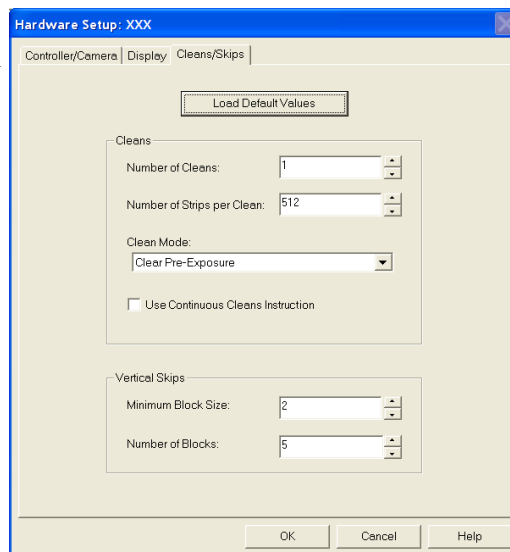 Hardware Setup: XXX
Controller/Camera Display Cleans/Skips
Load Default Values
Cleans
Number of Cleans: 1
Number of Strips per Clean: 512
Clean Mode:
Clear Pre-Exposure
Use Continuous Cleans Instruction
Vertical Skips
Minimum Block Size: 2
Number of Blocks: 5
OK Cancel Help